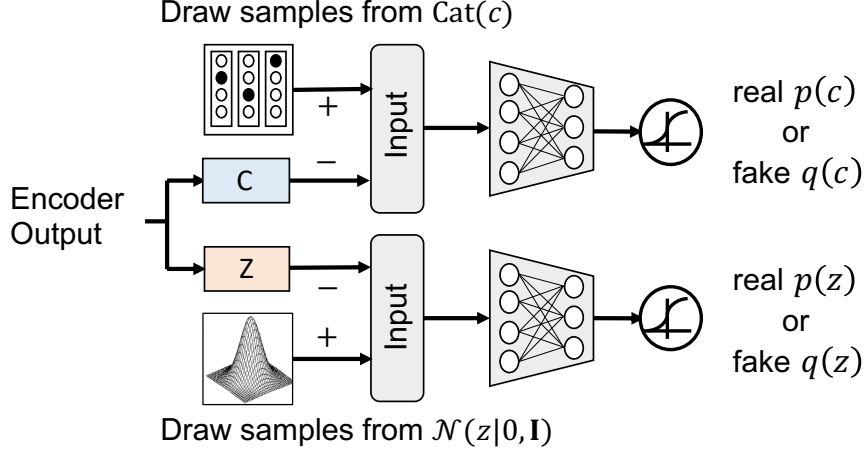 Draw samples from Cat(c)
+
−
Input
real p(c)
or
fake q(c)
Encoder
Output
C
Z
−
+
Input
real p(z)
or
fake q(z)
Draw samples from 𝒩(z|0, I)